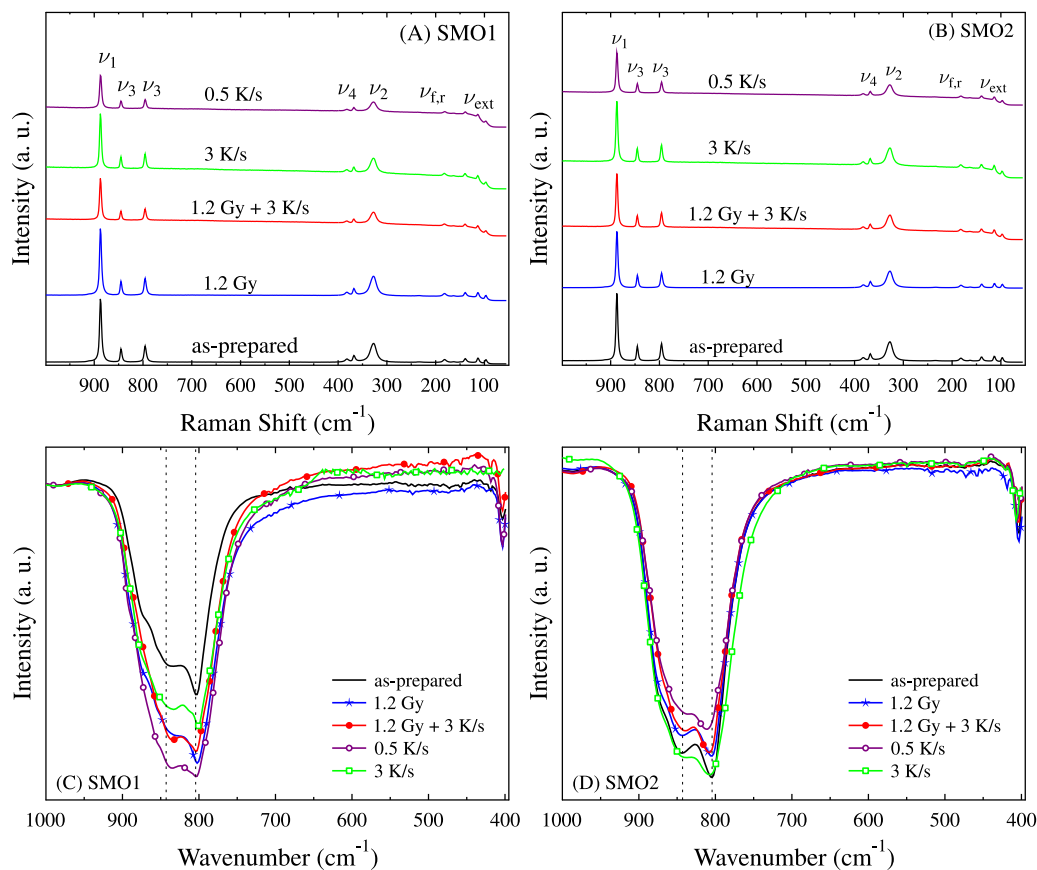 (A) SMO1
ν1
ν3 ν3
ν4 ν2
νf,r
νext
0.5 K/s
3 K/s
1.2 Gy + 3 K/s
1.2 Gy
as-prepared
Intensity (a. u.)
900 800 700 600 500 400 300 200 100
Raman Shift (cm-1)
(B) SMO2
ν1
ν3 ν3
ν4 ν2
νf,r
νext
0.5 K/s
3 K/s
1.2 Gy + 3 K/s
1.2 Gy
as-prepared
Intensity (a. u.)
900 800 700 600 500 400 300 200 100
Raman Shift (cm-1)
Intensity (a. u.)
as-prepared
1.2 Gy
1.2 Gy + 3 K/s
0.5 K/s
3 K/s
(C) SMO1
1000 900 800 700 600 500 400
Wavenumber (cm-1)
Intensity (a. u.)
as-prepared
1.2 Gy
1.2 Gy + 3 K/s
0.5 K/s
3 K/s
(D) SMO2
1000 900 800 700 600 500 400
Wavenumber (cm-1)